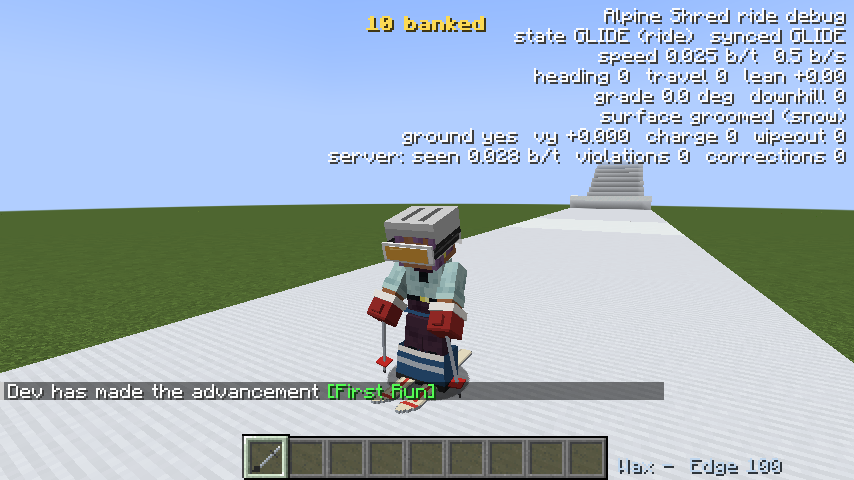 10 banked
Alpine Shred ride debug
state GLIDE (ride) synced GLIDE
speed 0.025 b/t 0.5 b/s
heading 0 travel 0 lean +0.00
grade 0.0 deg downhill 0
surface groomed (snow)
ground yes vy +0.000 charge 0 wipeout 0
server: seen 0.028 b/t violations 0 corrections 0
Dev has made the advancement [First Run]
Wax - Edge 100